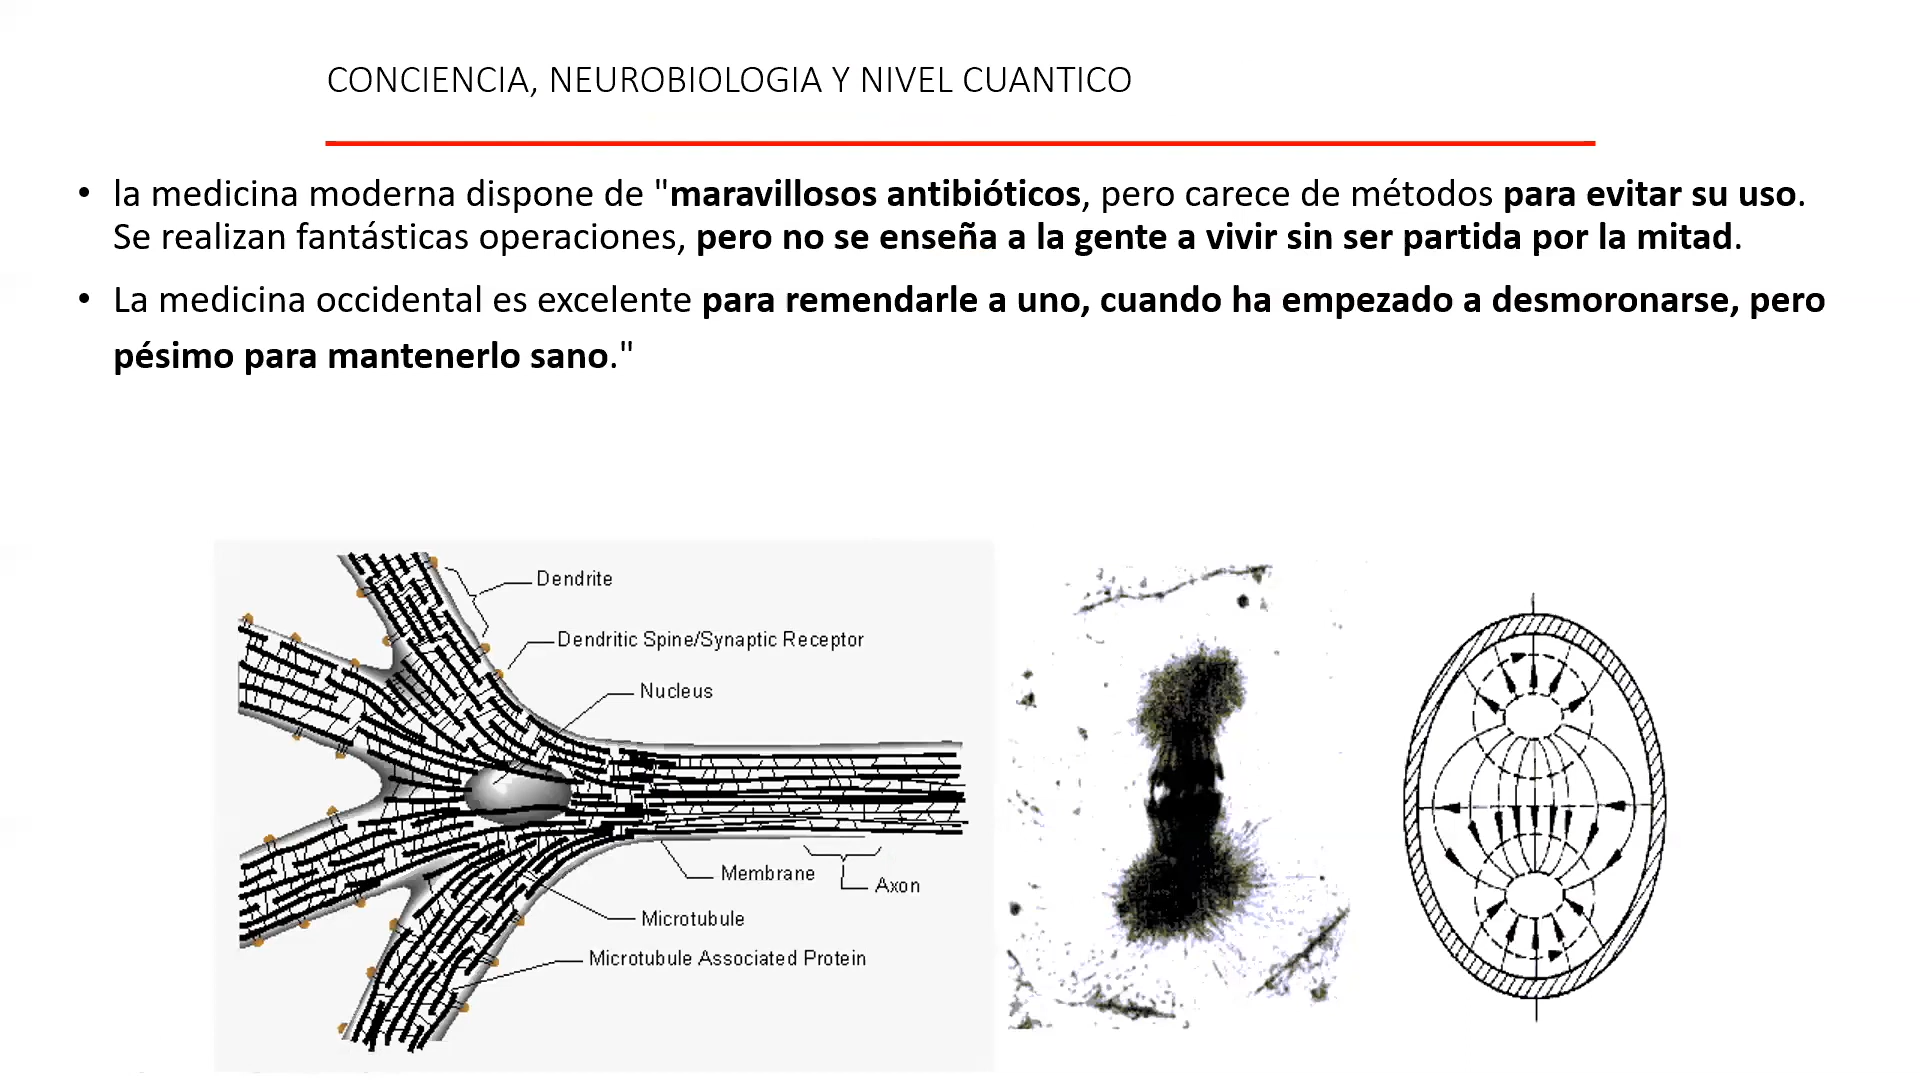 CONCIENCIA, NEUROBIOLOGIA Y NIVEL CUANTICO
• la medicina moderna dispone de "maravillosos antibióticos, pero carece de métodos para evitar su uso.
Se realizan fantásticas operaciones, pero no se enseña a la gente a vivir sin ser partida por la mitad.
• La medicina occidental es excelente para remendarle a uno, cuando ha empezado a desmoronarse, pero
pésimo para mantenerlo sano."
Dendrite
Dendritic Spine/Synaptic Receptor
Nucleus
Membrane
Axon
Microtubule
Microtubule Associated Protein